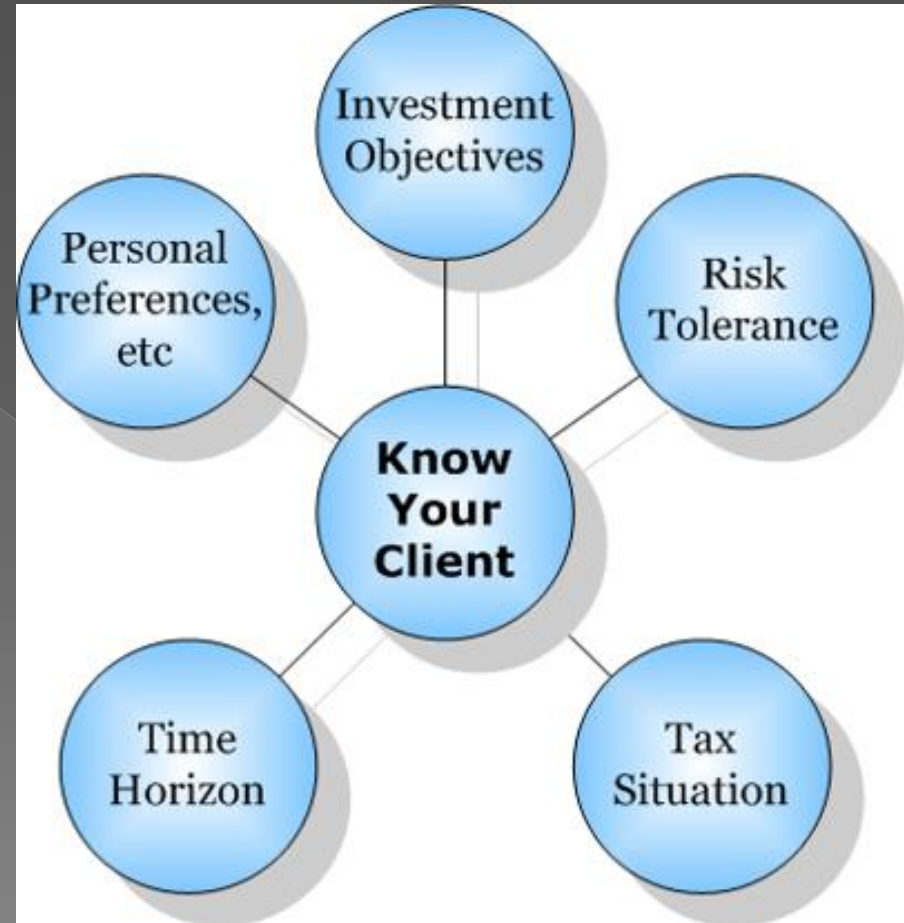 Investment
Objectives
Personal
Preferences,
etc
Risk
Tolerance
Know
Your
Client
Time
Horizon
Tax
Situation